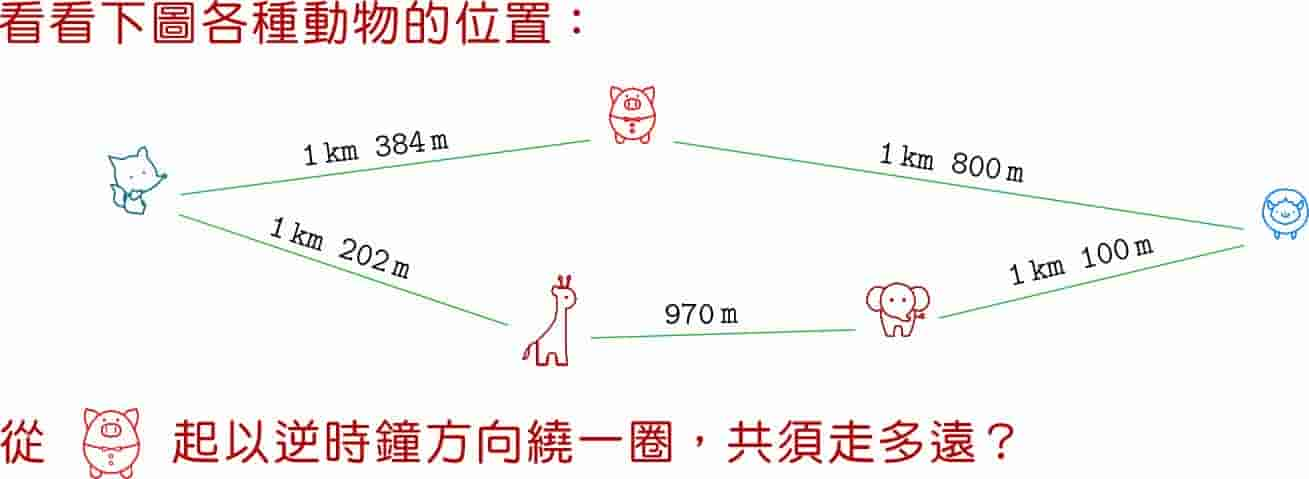 看看下圖各種動物的位置：
1 km 384 m
1 km 800 m
1 km 202 m
970 m
1 km 100 m
從 起以逆時鐘方向繞一圈，共須走多遠？